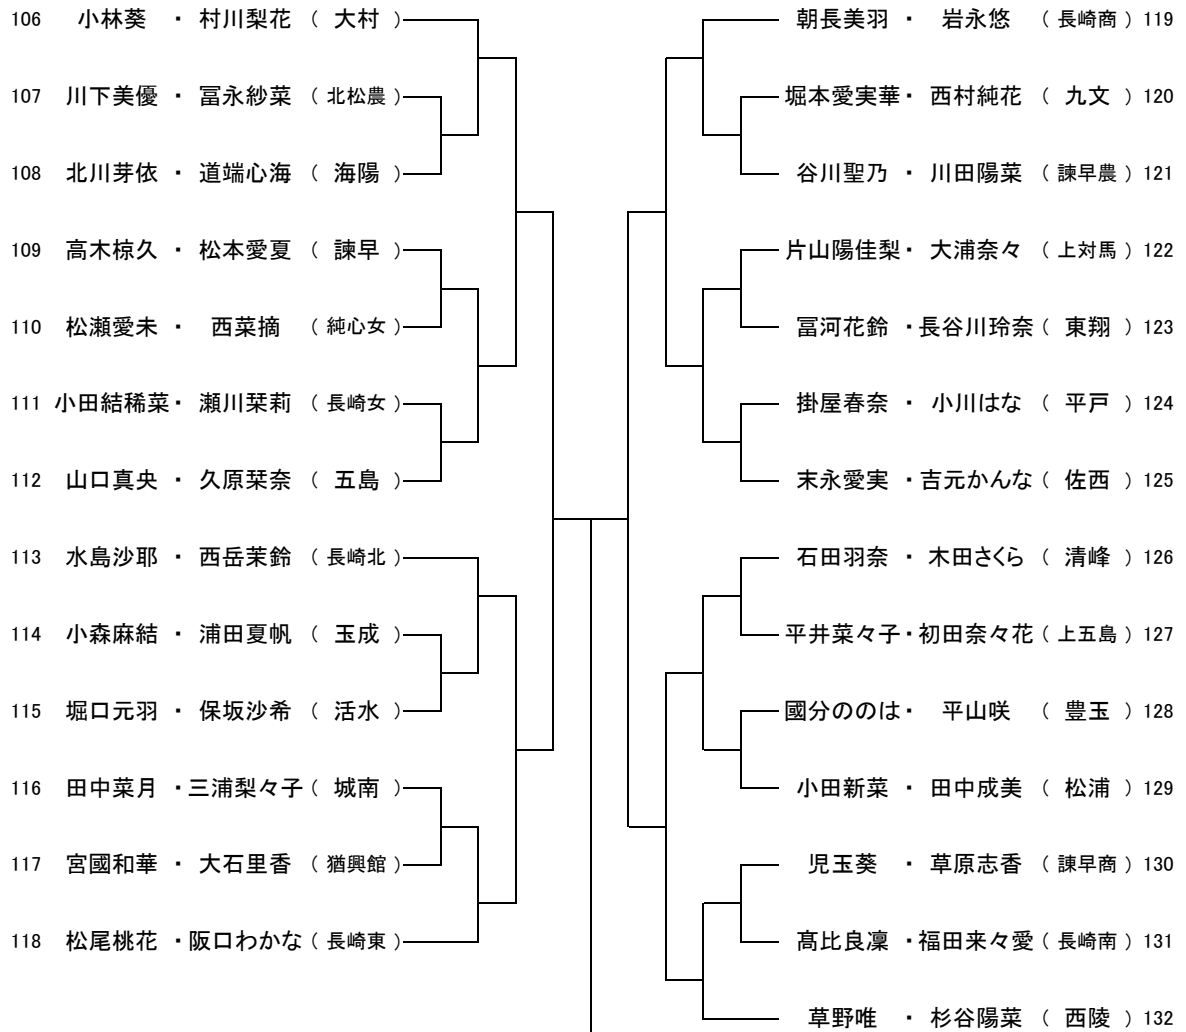 106 小林葵 ・ 村川梨花 （ 大村 ）
107 川下美優 ・ 冨永紗菜 （ 北松農 ）
108 北川芽依 ・ 道端心海 （ 海陽 ）
109 高木椋久 ・ 松本愛夏 （ 諫早 ）
110 松瀬愛未 ・ 西菜摘 （ 純心女 ）
111 小田結稀菜・ 瀬川栞莉 （ 長崎女 ）
112 山口真央 ・ 久原栞奈 （ 五島 ）
113 水島沙耶 ・ 西岳茉鈴 （ 長崎北 ）
114 小森麻結 ・ 浦田夏帆 （ 玉成 ）
115 堀口元羽 ・ 保坂沙希 （ 活水 ）
116 田中菜月 ・三浦梨々子（ 城南 ）
117 宮國和華 ・ 大石里香 （ 猶興館 ）
118 松尾桃花 ・阪口わかな（ 長崎東 ）
朝長美羽 ・ 岩永悠 （ 長崎商 ） 119
堀本愛実華・ 西村純花 （ 九文 ） 120
谷川聖乃 ・ 川田陽菜 （ 諫早農 ） 121
片山陽佳梨・ 大浦奈々 （ 上対馬 ） 122
冨河花鈴 ・長谷川玲奈（ 東翔 ） 123
掛屋春奈 ・ 小川はな （ 平戸 ） 124
末永愛実 ・吉元かんな（ 佐西 ） 125
石田羽奈 ・ 木田さくら （ 清峰 ） 126
平井菜々子・初田奈々花（ 上五島 ） 127
國分ののは・ 平山咲 （ 豊玉 ） 128
小田新菜 ・ 田中成美 （ 松浦 ） 129
児玉葵 ・ 草原志香 （ 諫早商 ） 130
髙比良凜 ・福田来々愛（ 長崎南 ） 131
草野唯 ・ 杉谷陽菜 （ 西陵 ） 132